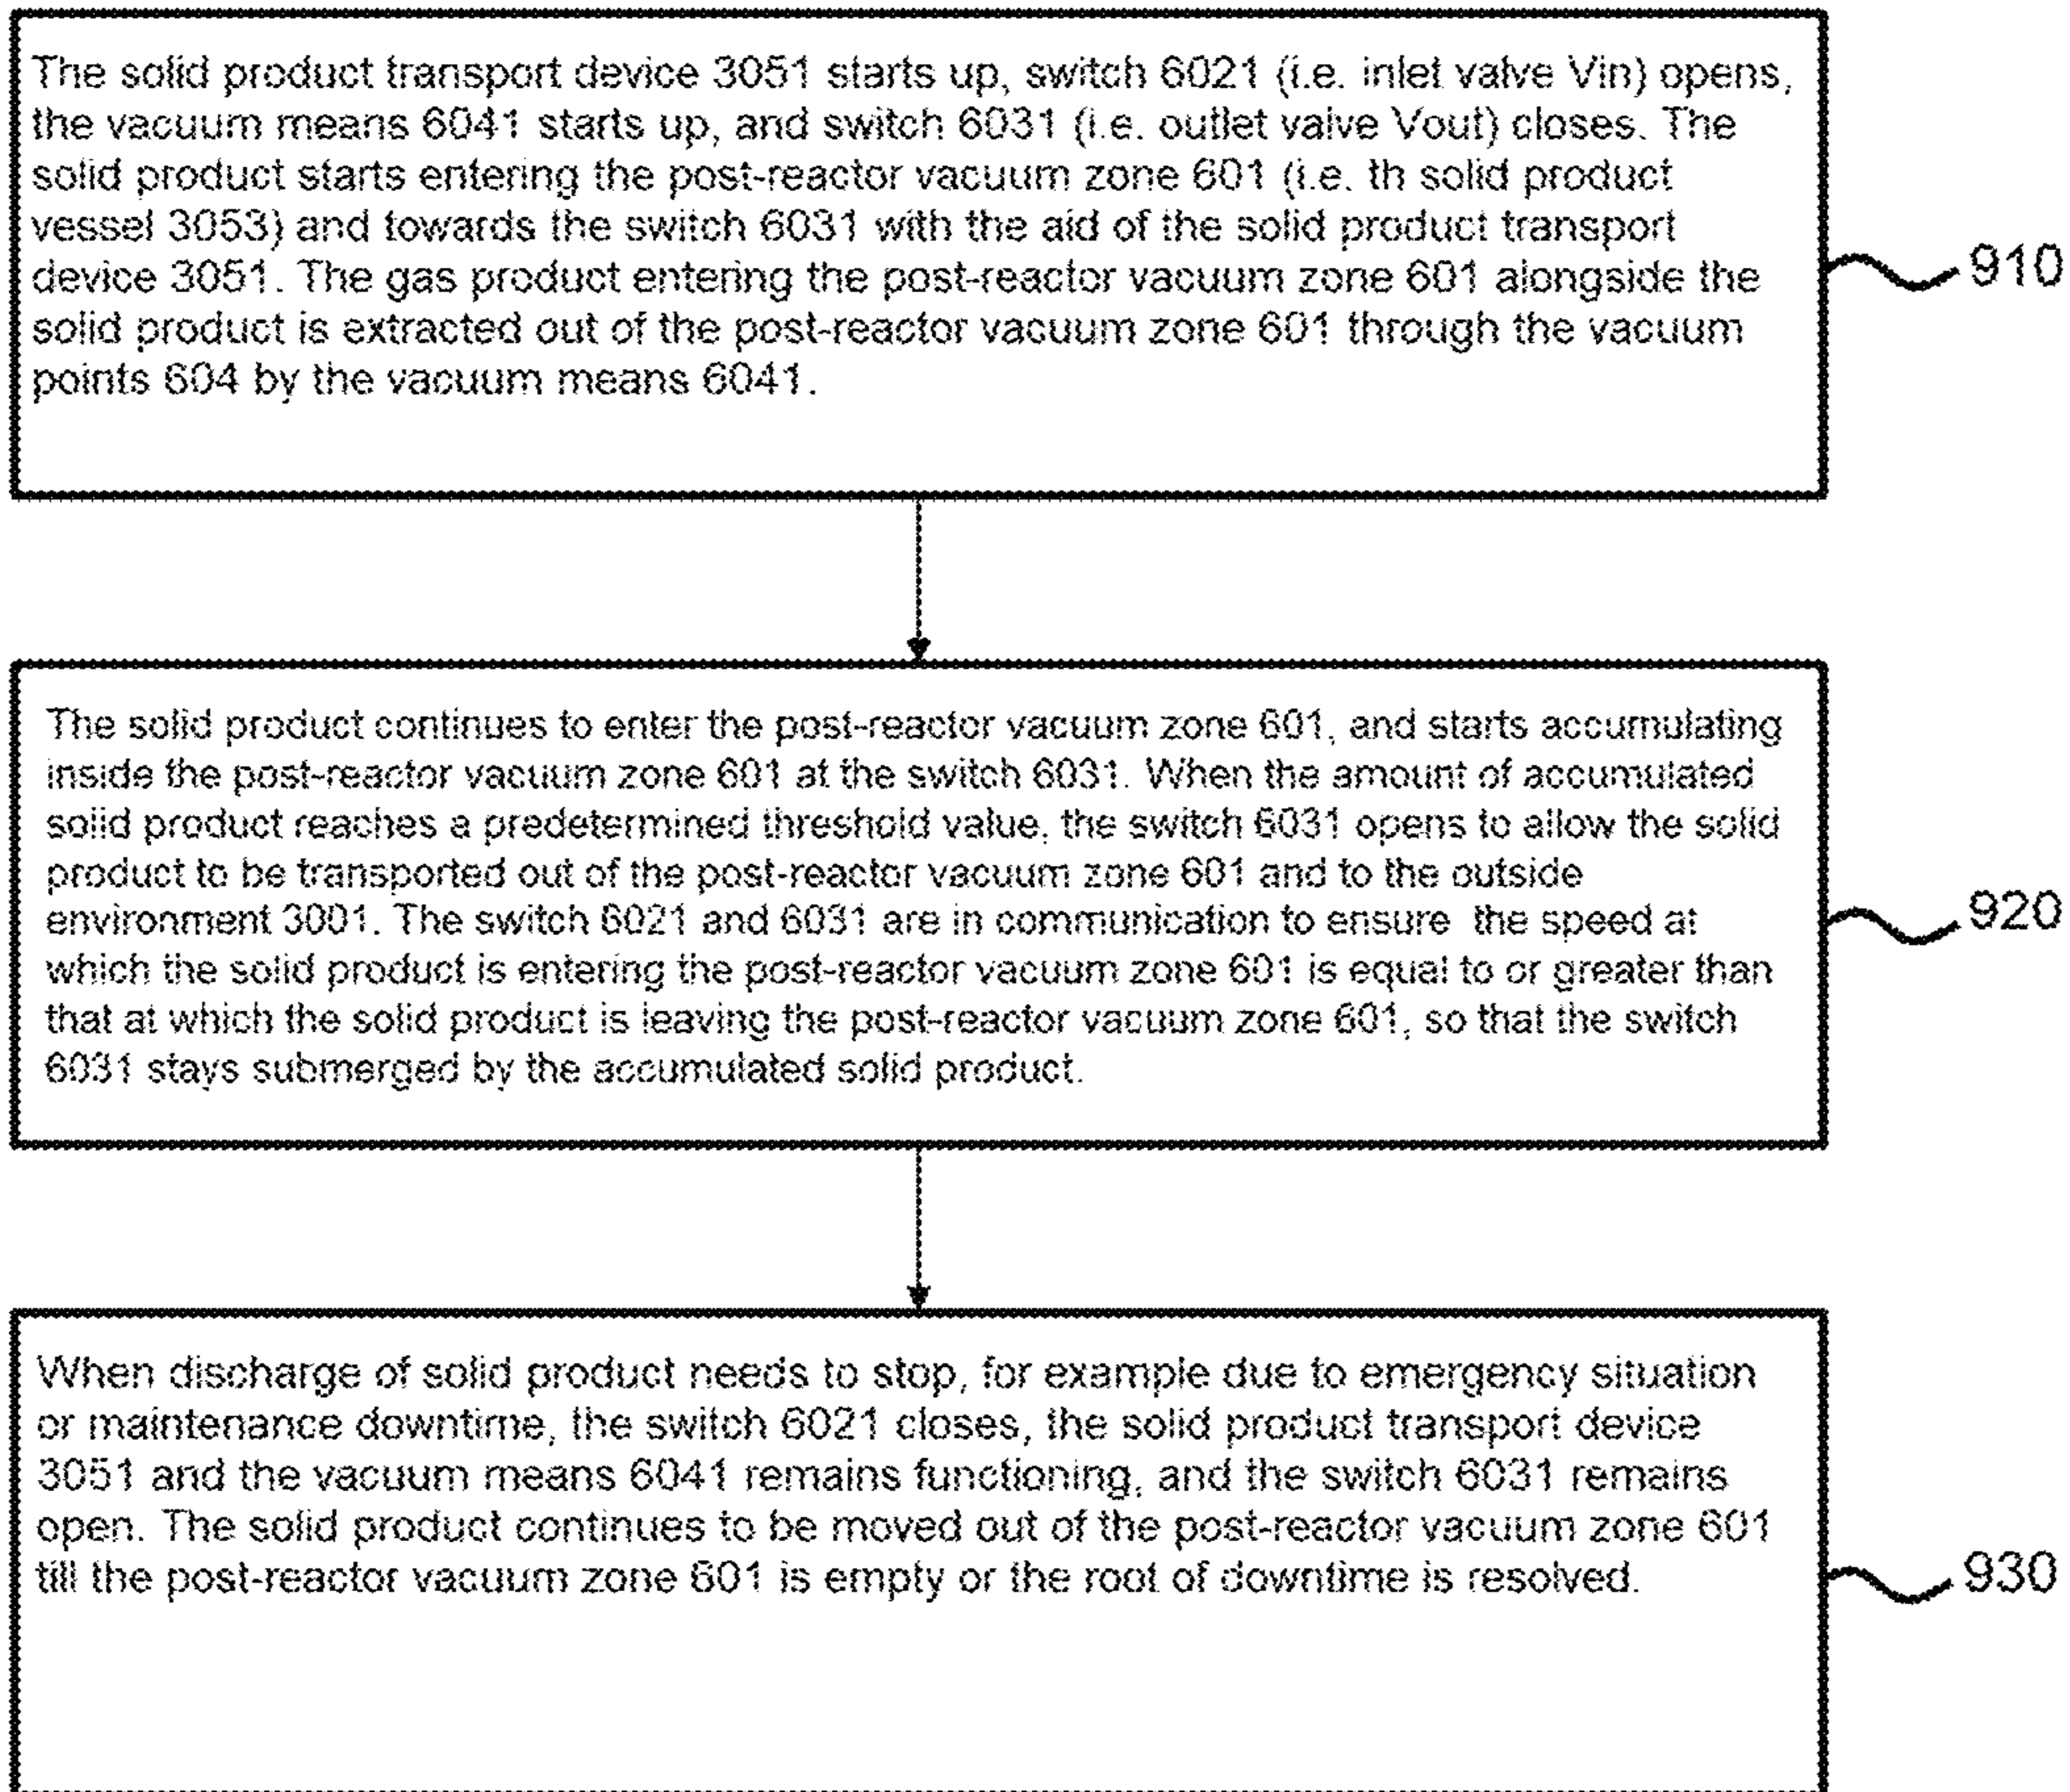 The solid product transport device 3051 starts up, switch 6021 (i.e. inlet valve Vin) opens,
the vacuum means 6041 starts up, and switch 6031 (i.e. outlet valve Vout) closes. The
solid product starts entering the post-reactor vacuum zone 601 (i.e. th solid product
vessel 3053) and towards the switch 6031 with the aid of the solid product transport
device 3051. The gas product entering the post-reactor vacuum zone 601 alongside the
solid product is extracted out of the post-reactor vacuum zone 601 through the vacuum
points 604 by the vacuum means 6041.
910
The solid product continues to enter the post-reactor vacuum zone 601, and starts accumulating
inside the post-reactor vacuum zone 601 at the switch 6031. When the amount of accumulated
solid product reaches a predetermined threshold value, the switch 6031 opens to allow the solid
product to be transported out of the post-reactor vacuum zone 601 and to the outside
environment 3001. The switch 6021 and 6031 are in communication to ensure the speed at
which the solid product is entering the post-reactor vacuum zone 601 is equal to or greater than
that at which the solid product is leaving the post-reactor vacuum zone 601, so that the switch
6031 stays submerged by the accumulated solid product.
920
When discharge of solid product needs to stop, for example due to emergency situation
or maintenance downtime, the switch 6021 closes, the solid product transport device
3051 and the vacuum means 6041 remains functioning, and the switch 6031 remains
open. The solid product continues to be moved out of the post-reactor vacuum zone 601
till the post-reactor vacuum zone 601 is empty or the root of downtime is resolved.
930